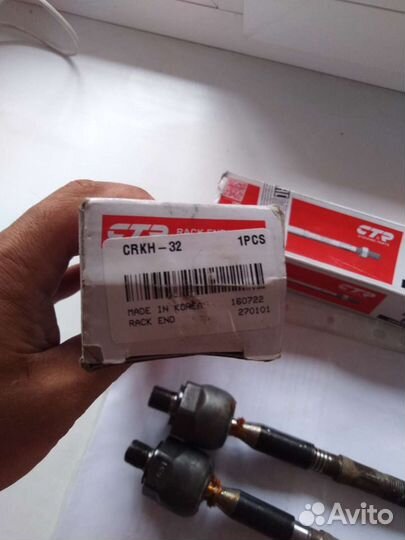 CTR RACK END
CRKH-32 1PCS
MADE IN KOREA 160722
RACK END 270101
CTR
Avito